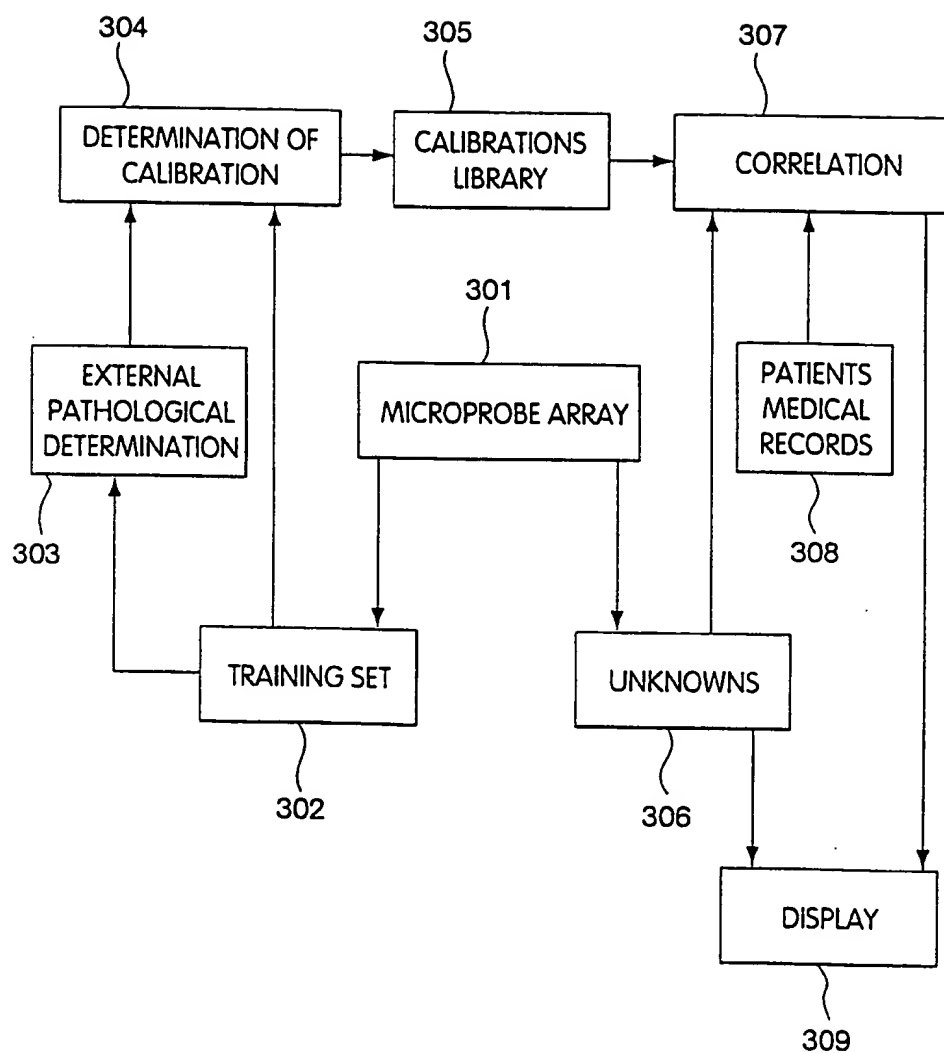 304
305
307
DETERMINATION OF
CALIBRATION
CALIBRATIONS
LIBRARY
CORRELATION
301
EXTERNAL
PATHOLOGICAL
DETERMINATION
MICROPROBE ARRAY
PATIENTS
MEDICAL
RECORDS
303
308
TRAINING SET
UNKNOWNS
302
306
DISPLAY
309